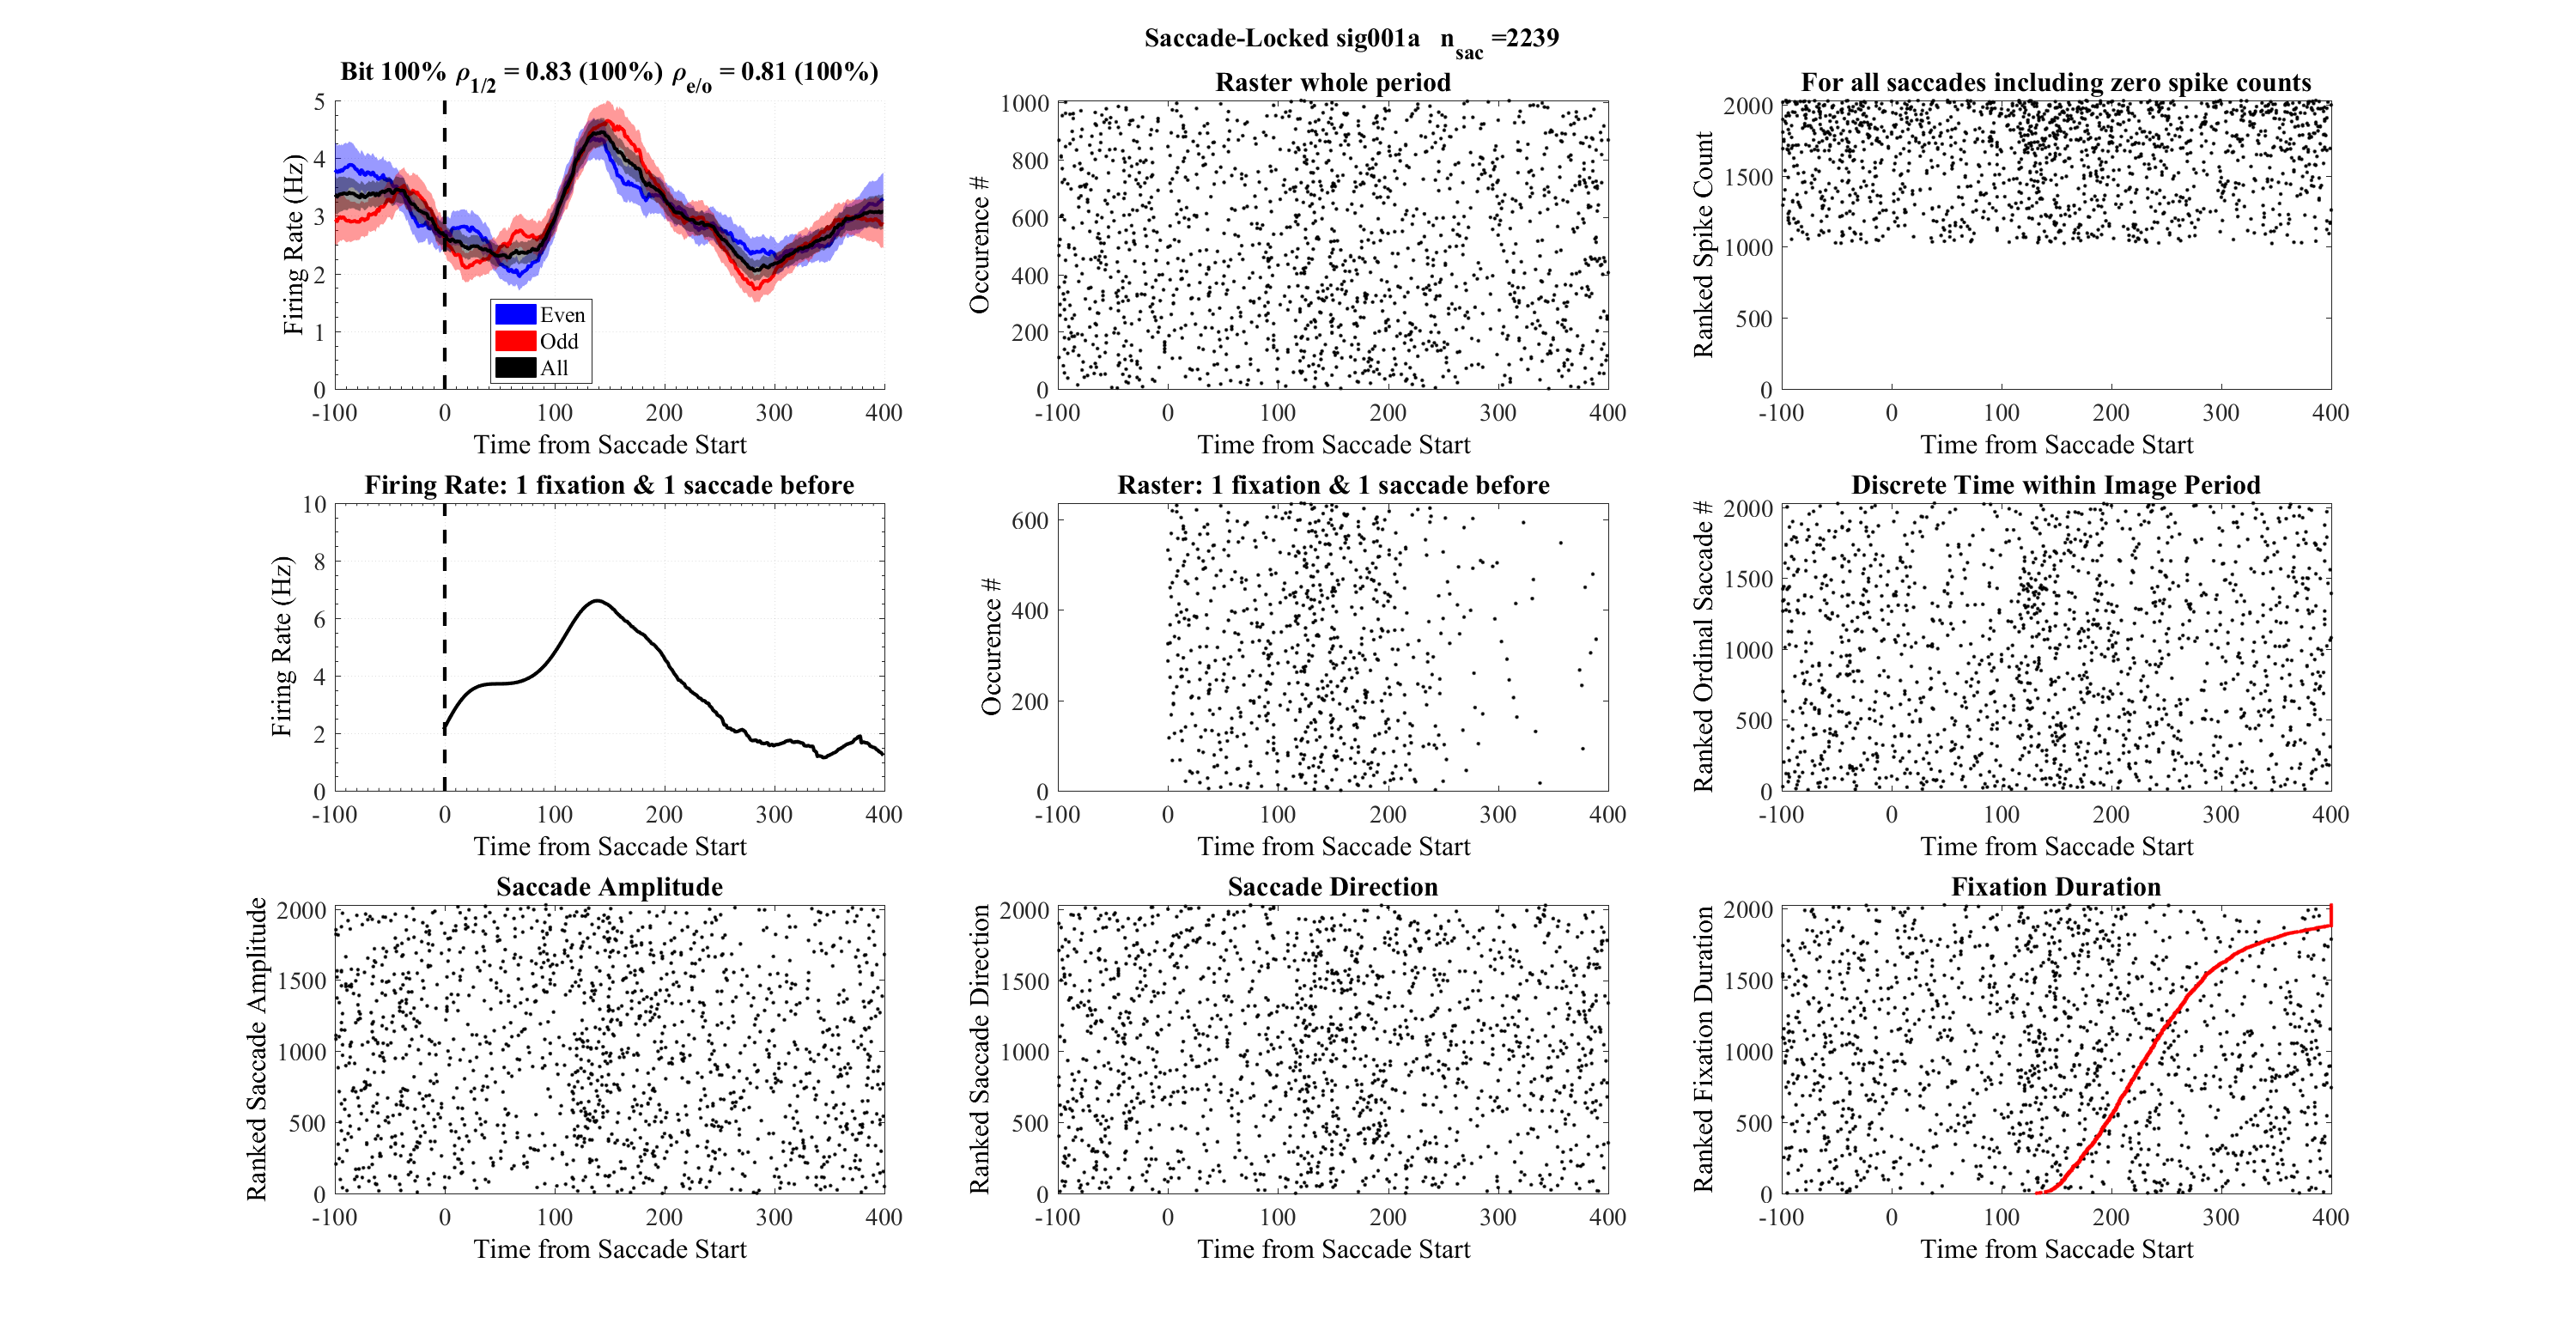 Saccade-Locked sig001a n_sac =2239
Bit 100% ρ_1/2 = 0.83 (100%) ρ_e/o = 0.81 (100%)
5
4
3
2
1
0
Firing Rate (Hz)
Even
Odd
All
-100 0 100 200 300 400
Time from Saccade Start
Raster whole period
1000
800
600
400
200
0
Occurence #
-100 0 100 200 300 400
Time from Saccade Start
For all saccades including zero spike counts
2000
1500
1000
500
0
Ranked Spike Count
-100 0 100 200 300 400
Time from Saccade Start
Firing Rate: 1 fixation & 1 saccade before
10
8
6
4
2
0
Firing Rate (Hz)
-100 0 100 200 300 400
Time from Saccade Start
Raster: 1 fixation & 1 saccade before
600
400
200
0
Occurence #
-100 0 100 200 300 400
Time from Saccade Start
Discrete Time within Image Period
2000
1500
1000
500
0
Ranked Ordinal Saccade #
-100 0 100 200 300 400
Time from Saccade Start
Saccade Amplitude
2000
1500
1000
500
0
Ranked Saccade Amplitude
-100 0 100 200 300 400
Time from Saccade Start
Saccade Direction
2000
1500
1000
500
0
Ranked Saccade Direction
-100 0 100 200 300 400
Time from Saccade Start
Fixation Duration
2000
1500
1000
500
0
Ranked Fixation Duration
-100 0 100 200 300 400
Time from Saccade Start